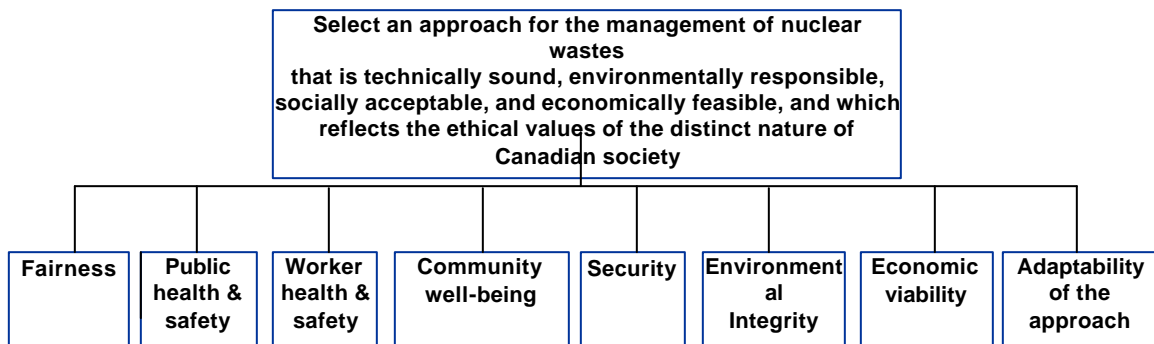 Select an approach for the management of nuclear
wastes
that is technically sound, environmentally responsible,
socially acceptable, and economically feasible, and which
reflects the ethical values of the distinct nature of
Canadian society
Fairness
Public
health &
safety
Worker
health &
safety
Community
well-being
Security
Environment
al
Integrity
Economic
viability
Adaptability
of the
approach